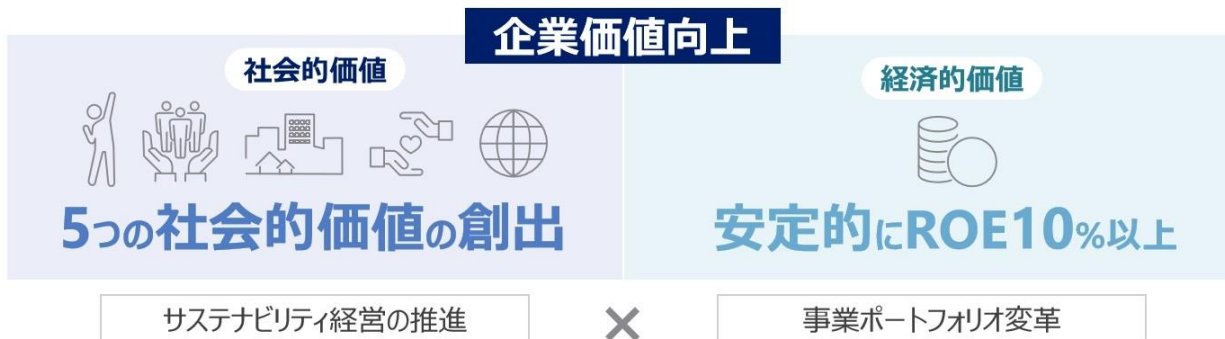 企業価値向上
社会的価値
5つの社会的価値の創出
経済的価値
安定的にROE10%以上
サステナビリティ経営の推進
×
事業ポートフォリオ変革